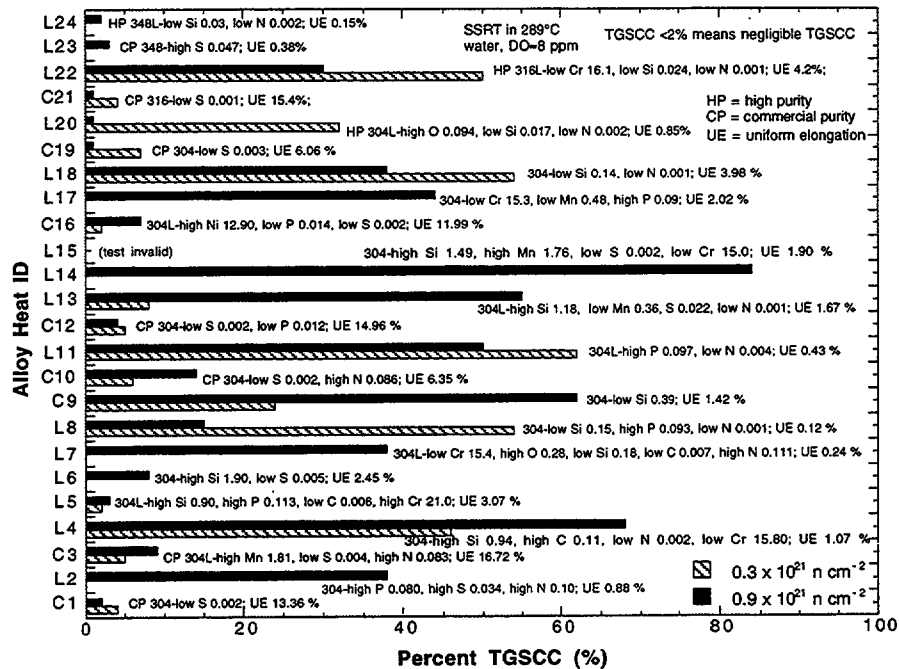 L24 HP 348L-low Si 0.03, low N 0.002; UE 0.15%
SSRT in 289°C
water, DO=8 ppm
TGSCC <2% means negligible TGSCC
L23 CP 348-high S 0.047; UE 0.38%
L22 HP 316L-low Cr 16.1, low Si 0.024, low N 0.001; UE 4.2%;
C21 CP 316-low S 0.001; UE 15.4%;
HP = high purity
CP = commercial purity
UE = uniform elongation
L20 HP 304L-high O 0.094, low Si 0.017, low N 0.002; UE 0.85%
C19 CP 304-low S 0.003; UE 6.06 %
L18 304-low Si 0.14, low N 0.001; UE 3.98 %
L17 304-low Cr 15.3, low Mn 0.48, high P 0.09; UE 2.02 %
C16 304L-high Ni 12.90, low P 0.014, low S 0.002; UE 11.99 %
L15 (test invalid) 304-high Si 1.49, high Mn 1.76, low S 0.002, low Cr 15.0; UE 1.90 %
L14
L13 304L-high Si 1.18, low Mn 0.36, S 0.022, low N 0.001; UE 1.67 %
C12 CP 304-low S 0.002, low P 0.012; UE 14.96 %
L11 304L-high P 0.097, low N 0.004; UE 0.43 %
C10 CP 304-low S 0.002, high N 0.086; UE 6.35 %
C9 304-low Si 0.39; UE 1.42 %
L8 304-low Si 0.15, high P 0.093, low N 0.001; UE 0.12 %
L7 304L-low Cr 15.4, high O 0.28, low Si 0.18, low C 0.007, high N 0.111; UE 0.24 %
L6 304-high Si 1.90, low S 0.005; UE 2.45 %
L5 304L-high Si 0.90, high P 0.113, low C 0.006, high Cr 21.0; UE 3.07 %
L4 304-high Si 0.94, high C 0.11, low N 0.002, low Cr 15.80; UE 1.07 %
C3 CP 304L-high Mn 1.81, low S 0.004, high N 0.083; UE 16.72 %
L2 304-high P 0.080, high S 0.034, high N 0.10; UE 0.88 %
C1 CP 304-low S 0.002; UE 13.36 %
0.3 x 10²¹ n cm⁻²
0.9 x 10²¹ n cm⁻²
Alloy Heat ID
0 20 40 60 80 100
Percent TGSCC (%)